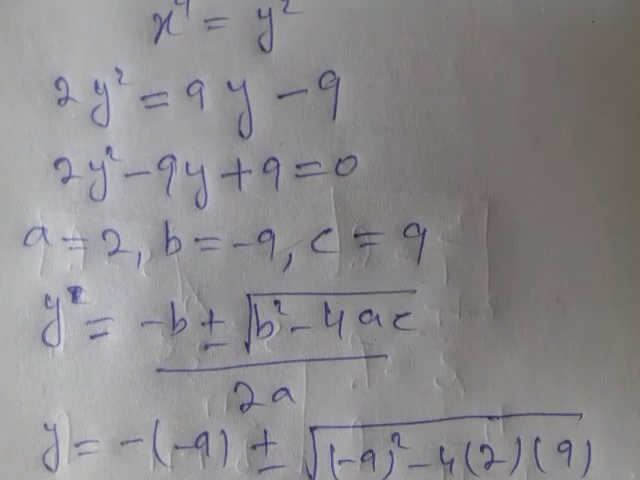 x⁴ = y²
2y² = 9y - 9
2y² - 9y + 9 = 0
a = 2, b = -9, c = 9
y = -b ± √(b² - 4ac)
2a
y = -(-9) ± √((-9)² - 4(2)(9))